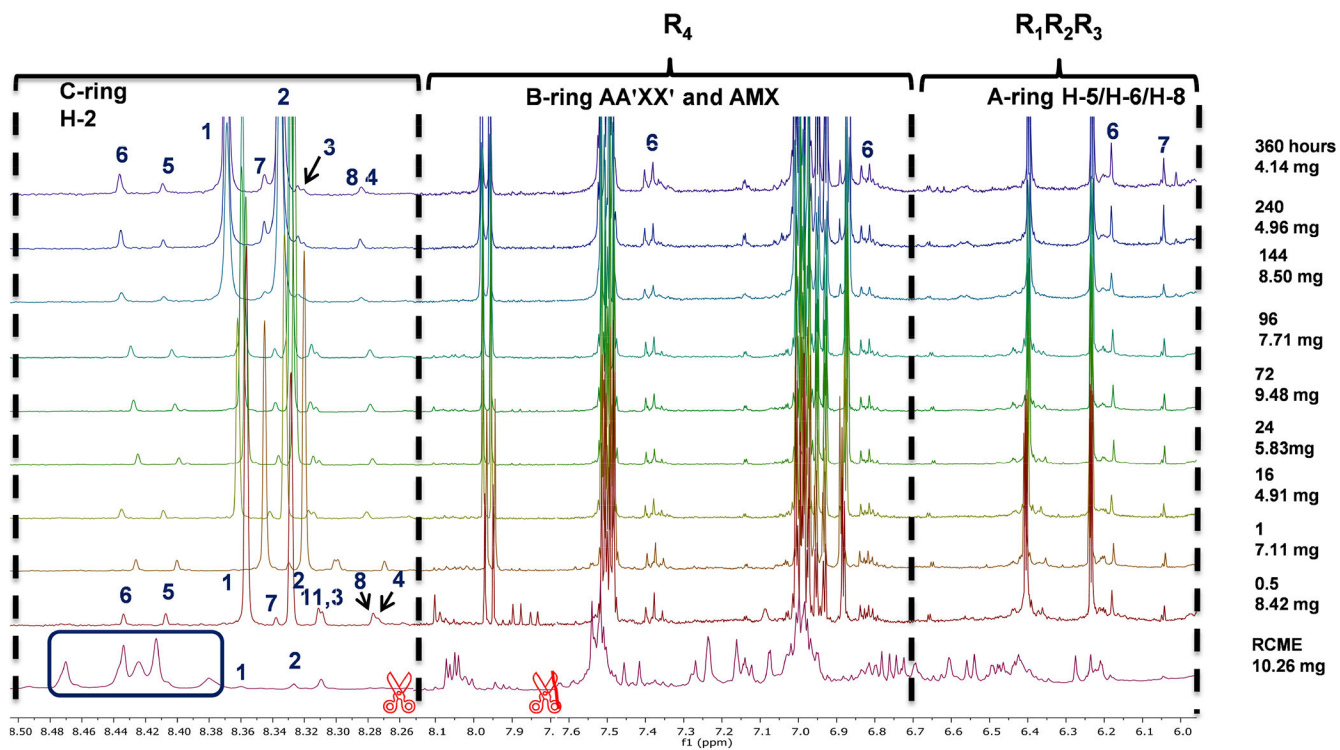 R₄
R₁R₂R₃
C-ring
H-2
B-ring AA'XX' and AMX
A-ring H-5/H-6/H-8
6
5
1
7
2
3
8
4
6
6
6
7
360 hours
4.14 mg
240
4.96 mg
144
8.50 mg
96
7.71 mg
72
9.48 mg
24
5.83mg
16
4.91 mg
1
7.11 mg
0.5
8.42 mg
RCME
10.26 mg
6
5
1
7
2
11,3
8
4
1
2
8.50 8.48 8.46 8.44 8.42 8.40 8.38 8.36 8.34 8.32 8.30 8.28 8.26 8.1 8.0 7.9 7.8 7.6 7.5 7.4 7.3 7.2 7.1 7.0 6.9 6.8 6.7 6.6 6.5 6.4 6.3 6.2 6.1 6.0
f1 (ppm)